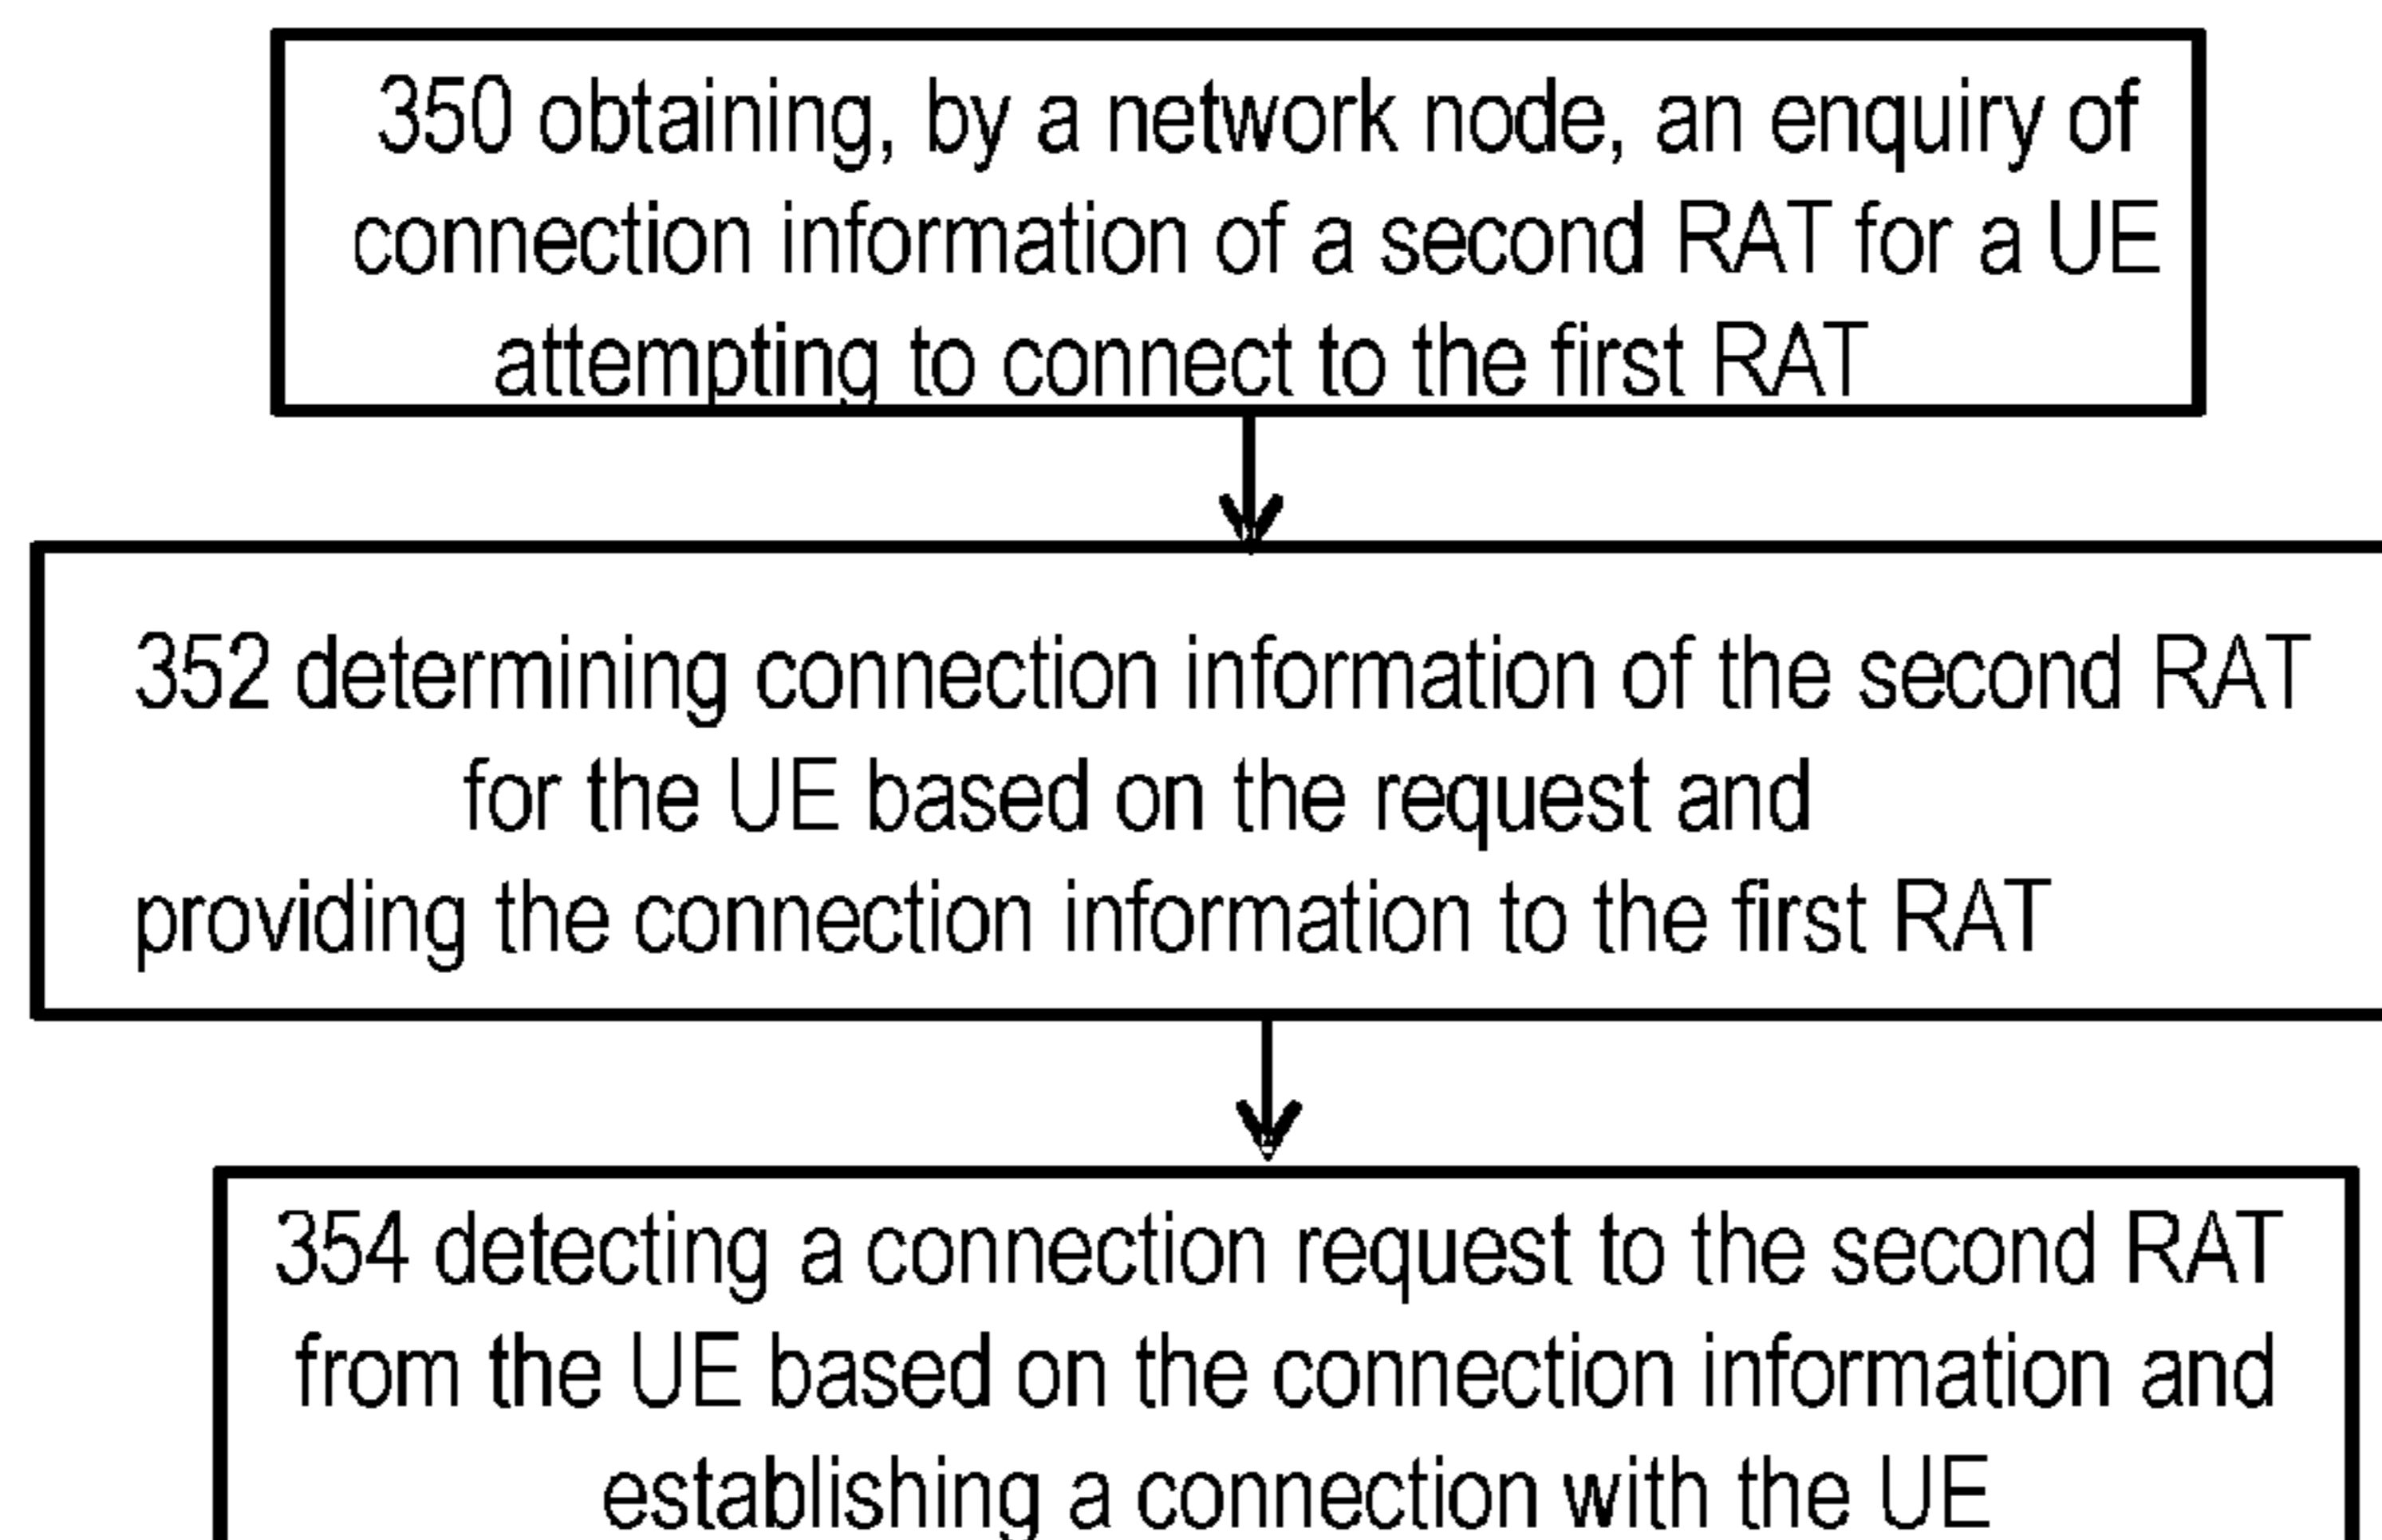 350 obtaining, by a network node, an enquiry of
connection information of a second RAT for a UE
attempting to connect to the first RAT
352 determining connection information of the second RAT
for the UE based on the request and
providing the connection information to the first RAT
354 detecting a connection request to the second RAT
from the UE based on the connection information and
establishing a connection with the UE